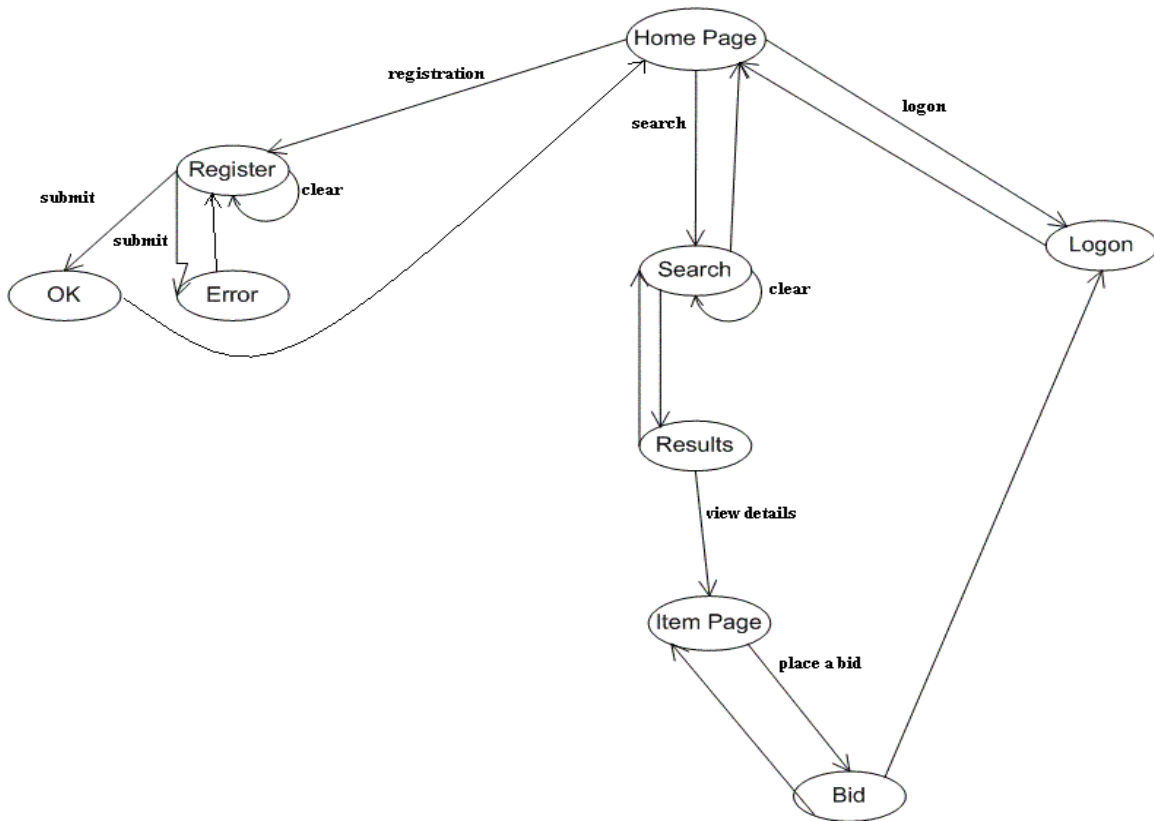 Home Page
registration
logon
search
Register
clear
submit
submit
Logon
Search
OK
Error
clear
Results
view details
Item Page
place a bid
Bid